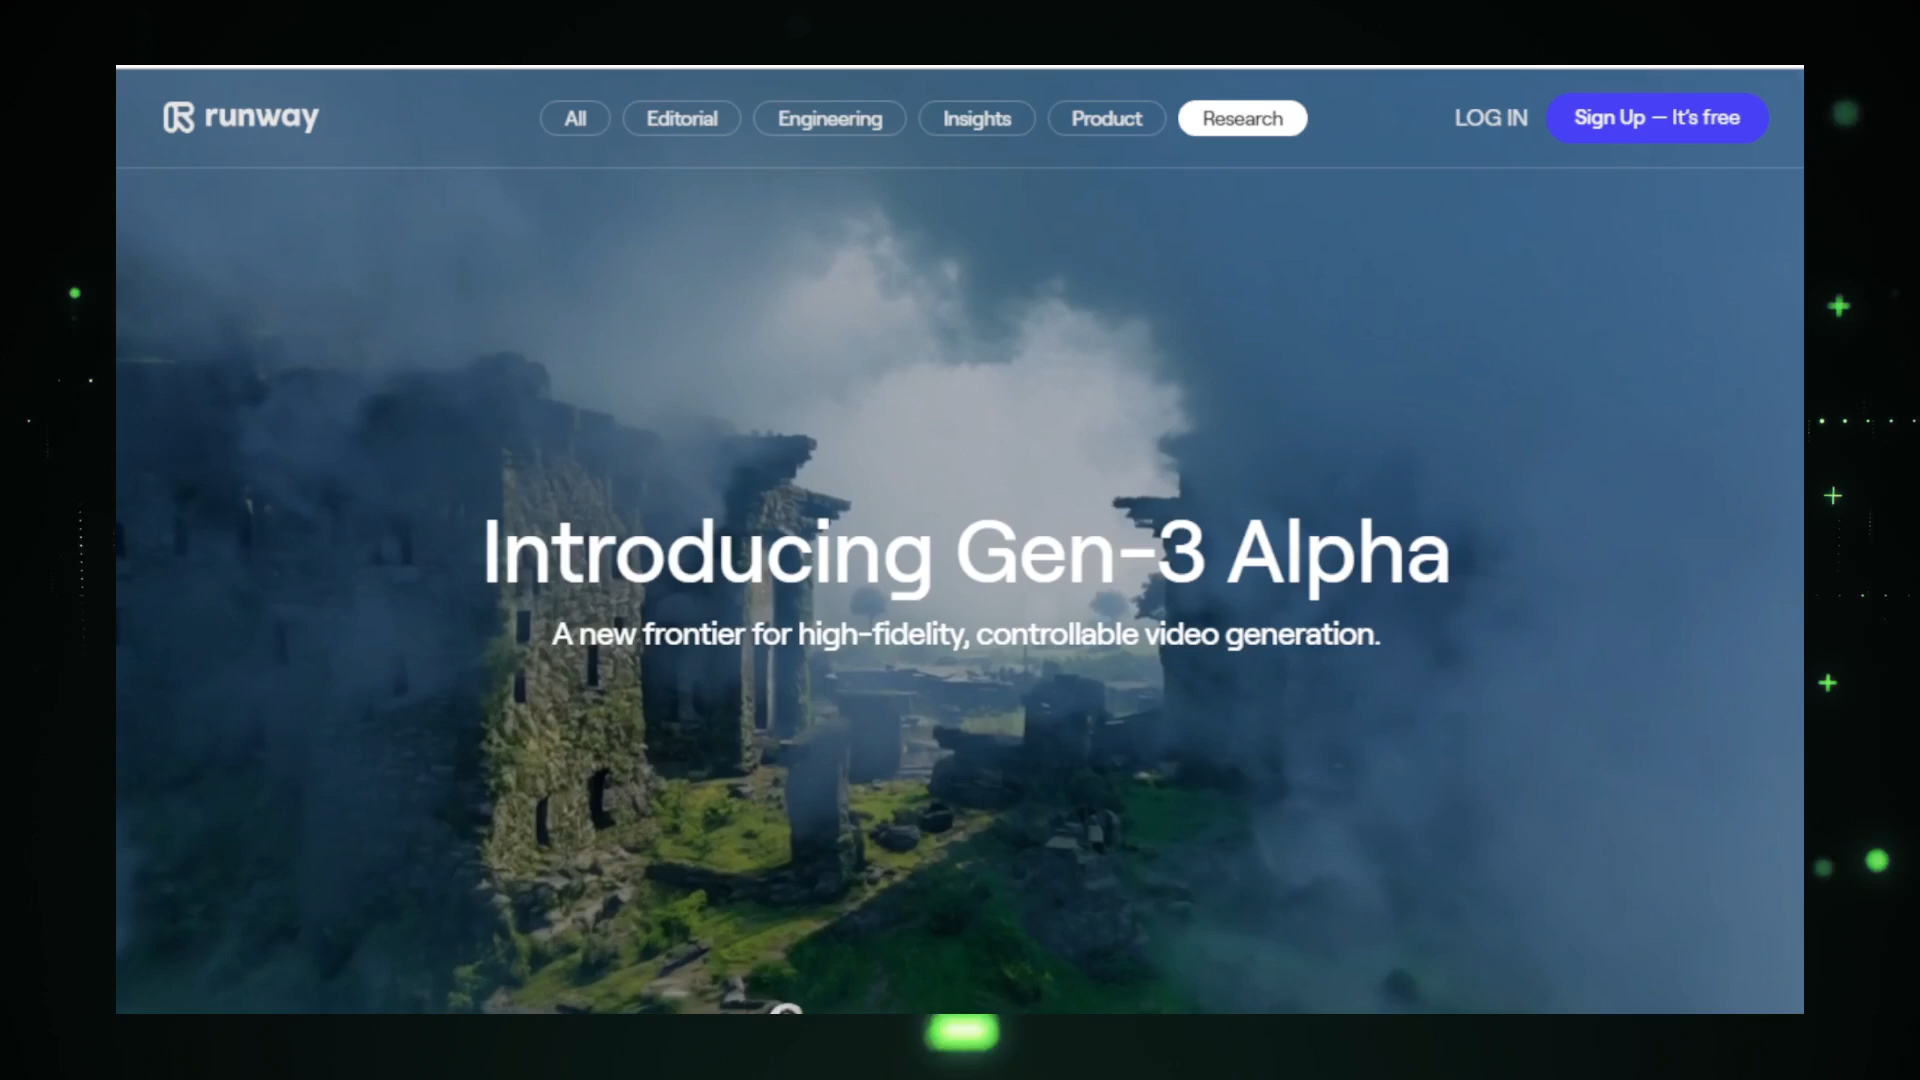 runway
All
Editorial
Engineering
Insights
Product
Research
LOG IN
Sign Up — It's free
Introducing Gen-3 Alpha
A new frontier for high-fidelity, controllable video generation.